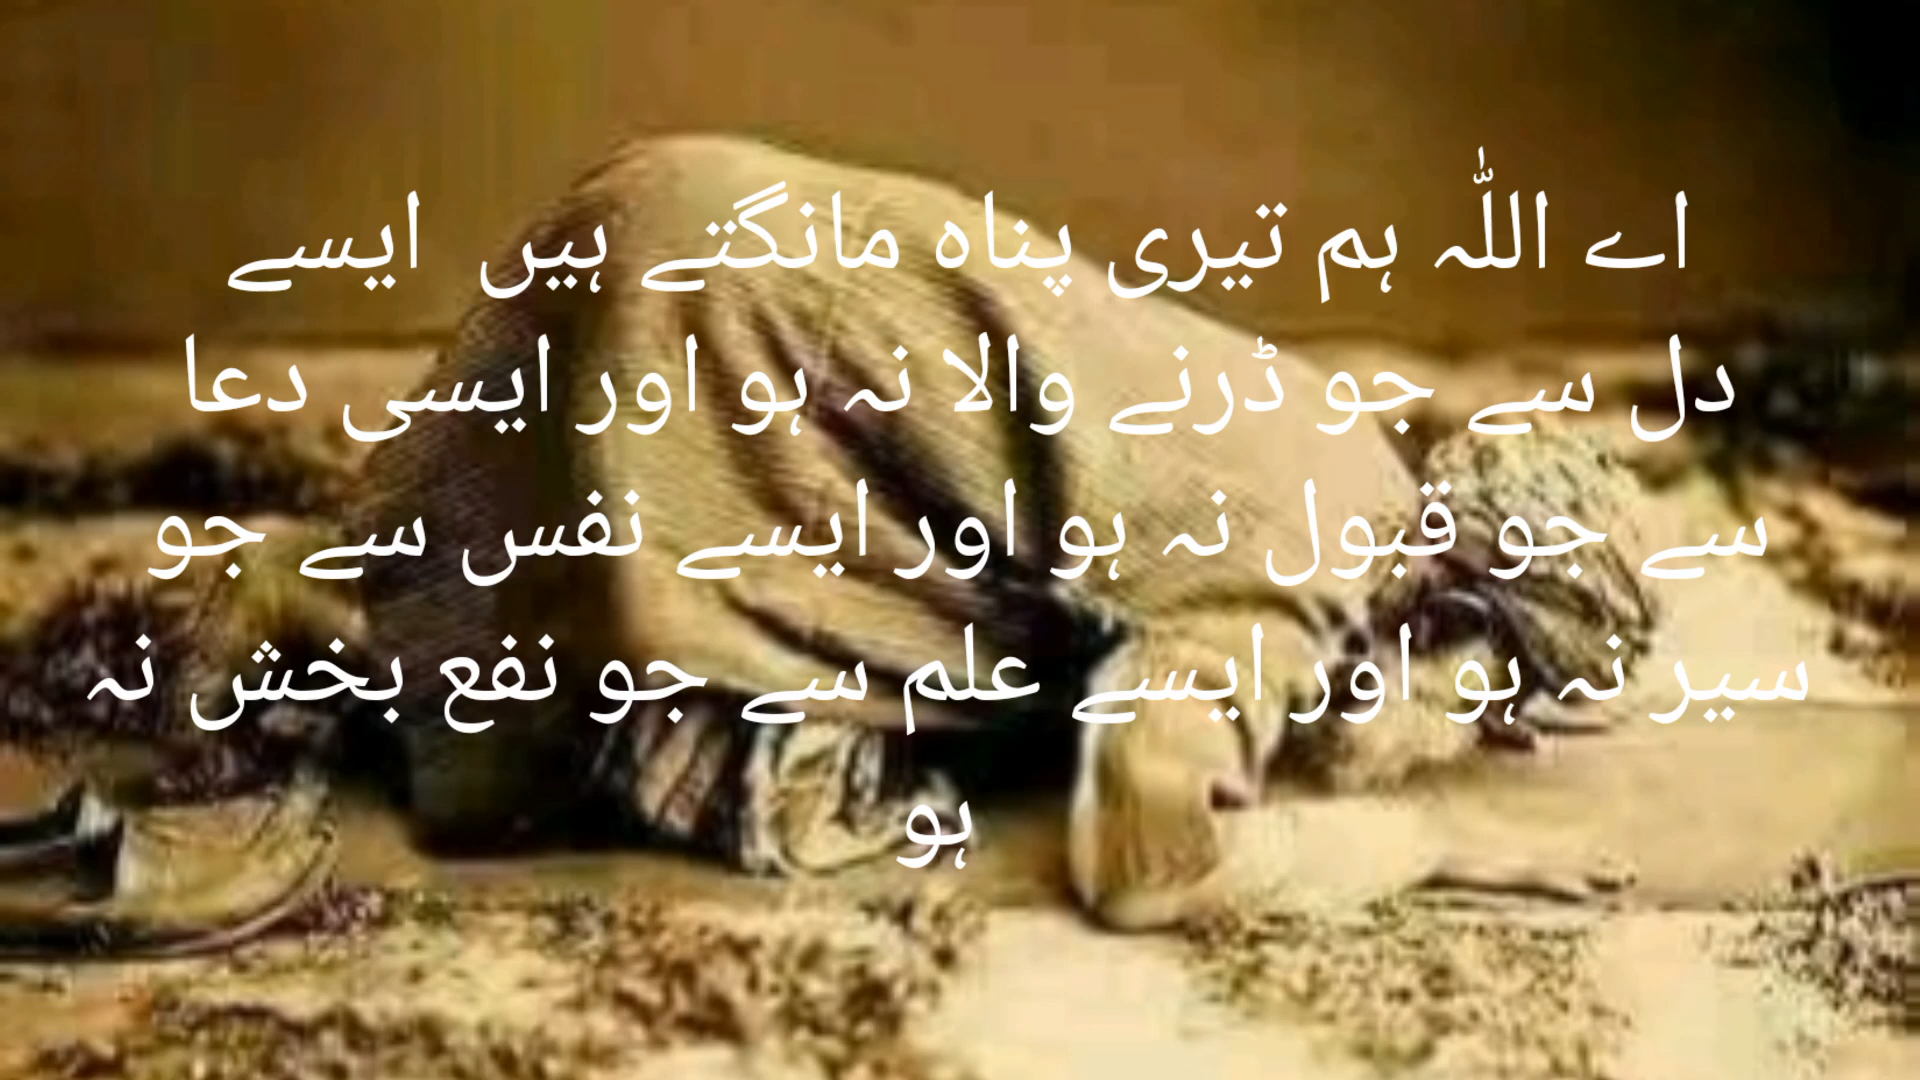 اے اللّٰہ ہم تیری پناہ مانگتے ہیں ایسے
دل سے جو ڈرنے والا نہ ہو اور ایسی دعا
سے جو قبول نہ ہو اور ایسے نفس سے جو
سیر نہ ہو اور ایسے علم سے جو نفع بخش نہ
ہو